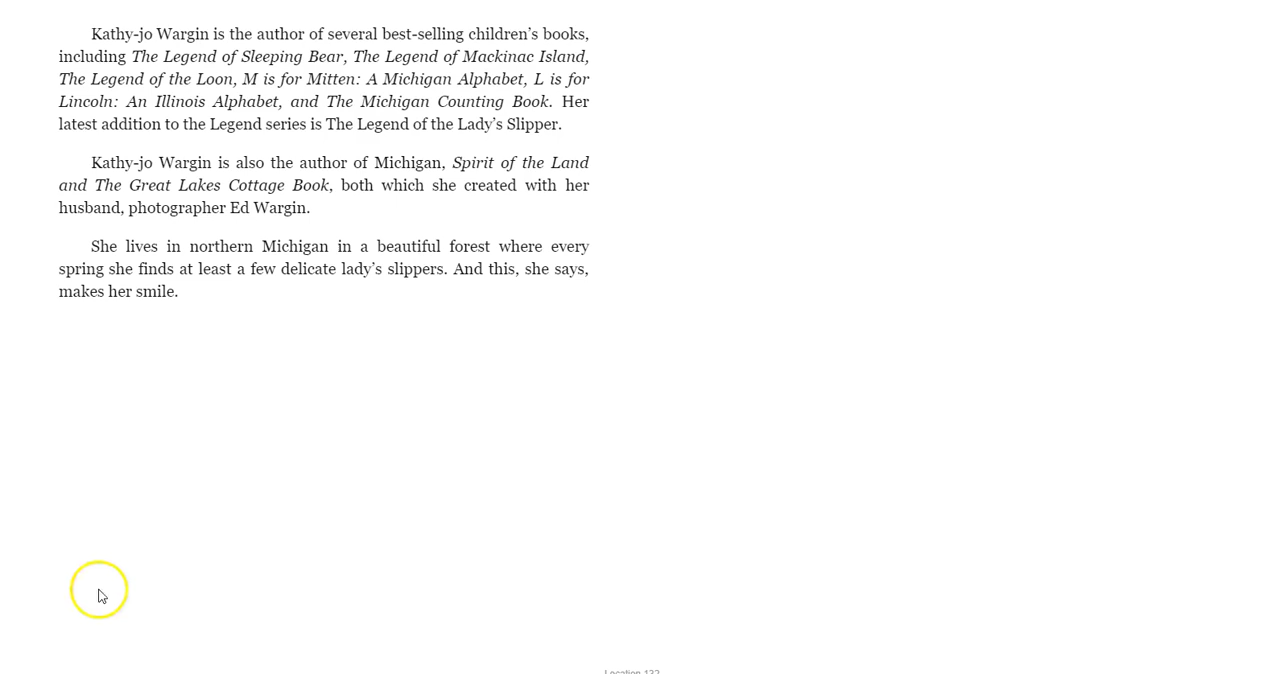 Kathy-jo Wargin is the author of several best-selling children’s books,
including The Legend of Sleeping Bear, The Legend of Mackinac Island,
The Legend of the Loon, M is for Mitten: A Michigan Alphabet, L is for
Lincoln: An Illinois Alphabet, and The Michigan Counting Book. Her
latest addition to the Legend series is The Legend of the Lady’s Slipper.
Kathy-jo Wargin is also the author of Michigan, Spirit of the Land
and The Great Lakes Cottage Book, both which she created with her
husband, photographer Ed Wargin.
She lives in northern Michigan in a beautiful forest where every
spring she finds at least a few delicate lady’s slippers. And this, she says,
makes her smile.
Location 132